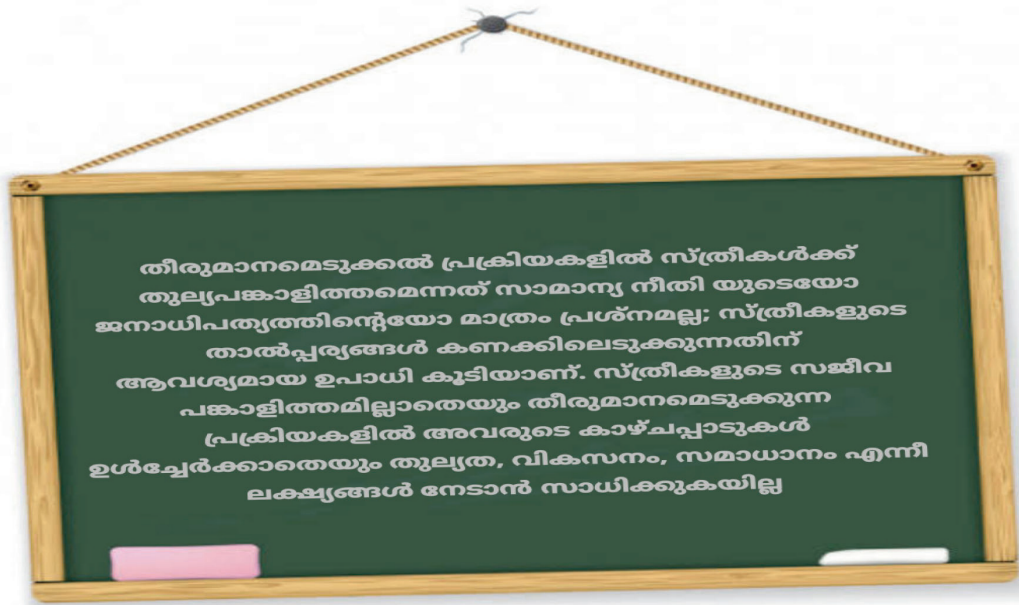 തീരുമാനമെടുക്കൽ പ്രക്രിയകളിൽ സ്ത്രീകൾക്ക്
തുല്യപങ്കാളിത്തമെന്നത് സാമാന്യ നീതി യുടെയോ
ജനാധിപത്യത്തിന്റെയോ മാത്രം പ്രശ്നമല്ല; സ്ത്രീകളുടെ
താൽപ്പര്യങ്ങൾ കണക്കിലെടുക്കുന്നതിന്
ആവശ്യമായ ഉപാധി കൂടിയാണ്. സ്ത്രീകളുടെ സജീവ
പങ്കാളിത്തമില്ലാതെയും തീരുമാനമെടുക്കുന്ന
പ്രക്രിയകളിൽ അവരുടെ കാഴ്ചപ്പാടുകൾ
ഉൾച്ചേർക്കാതെയും തുല്യത, വികസനം, സമാധാനം എന്നീ
ലക്ഷ്യങ്ങൾ നേടാൻ സാധിക്കുകയില്ല